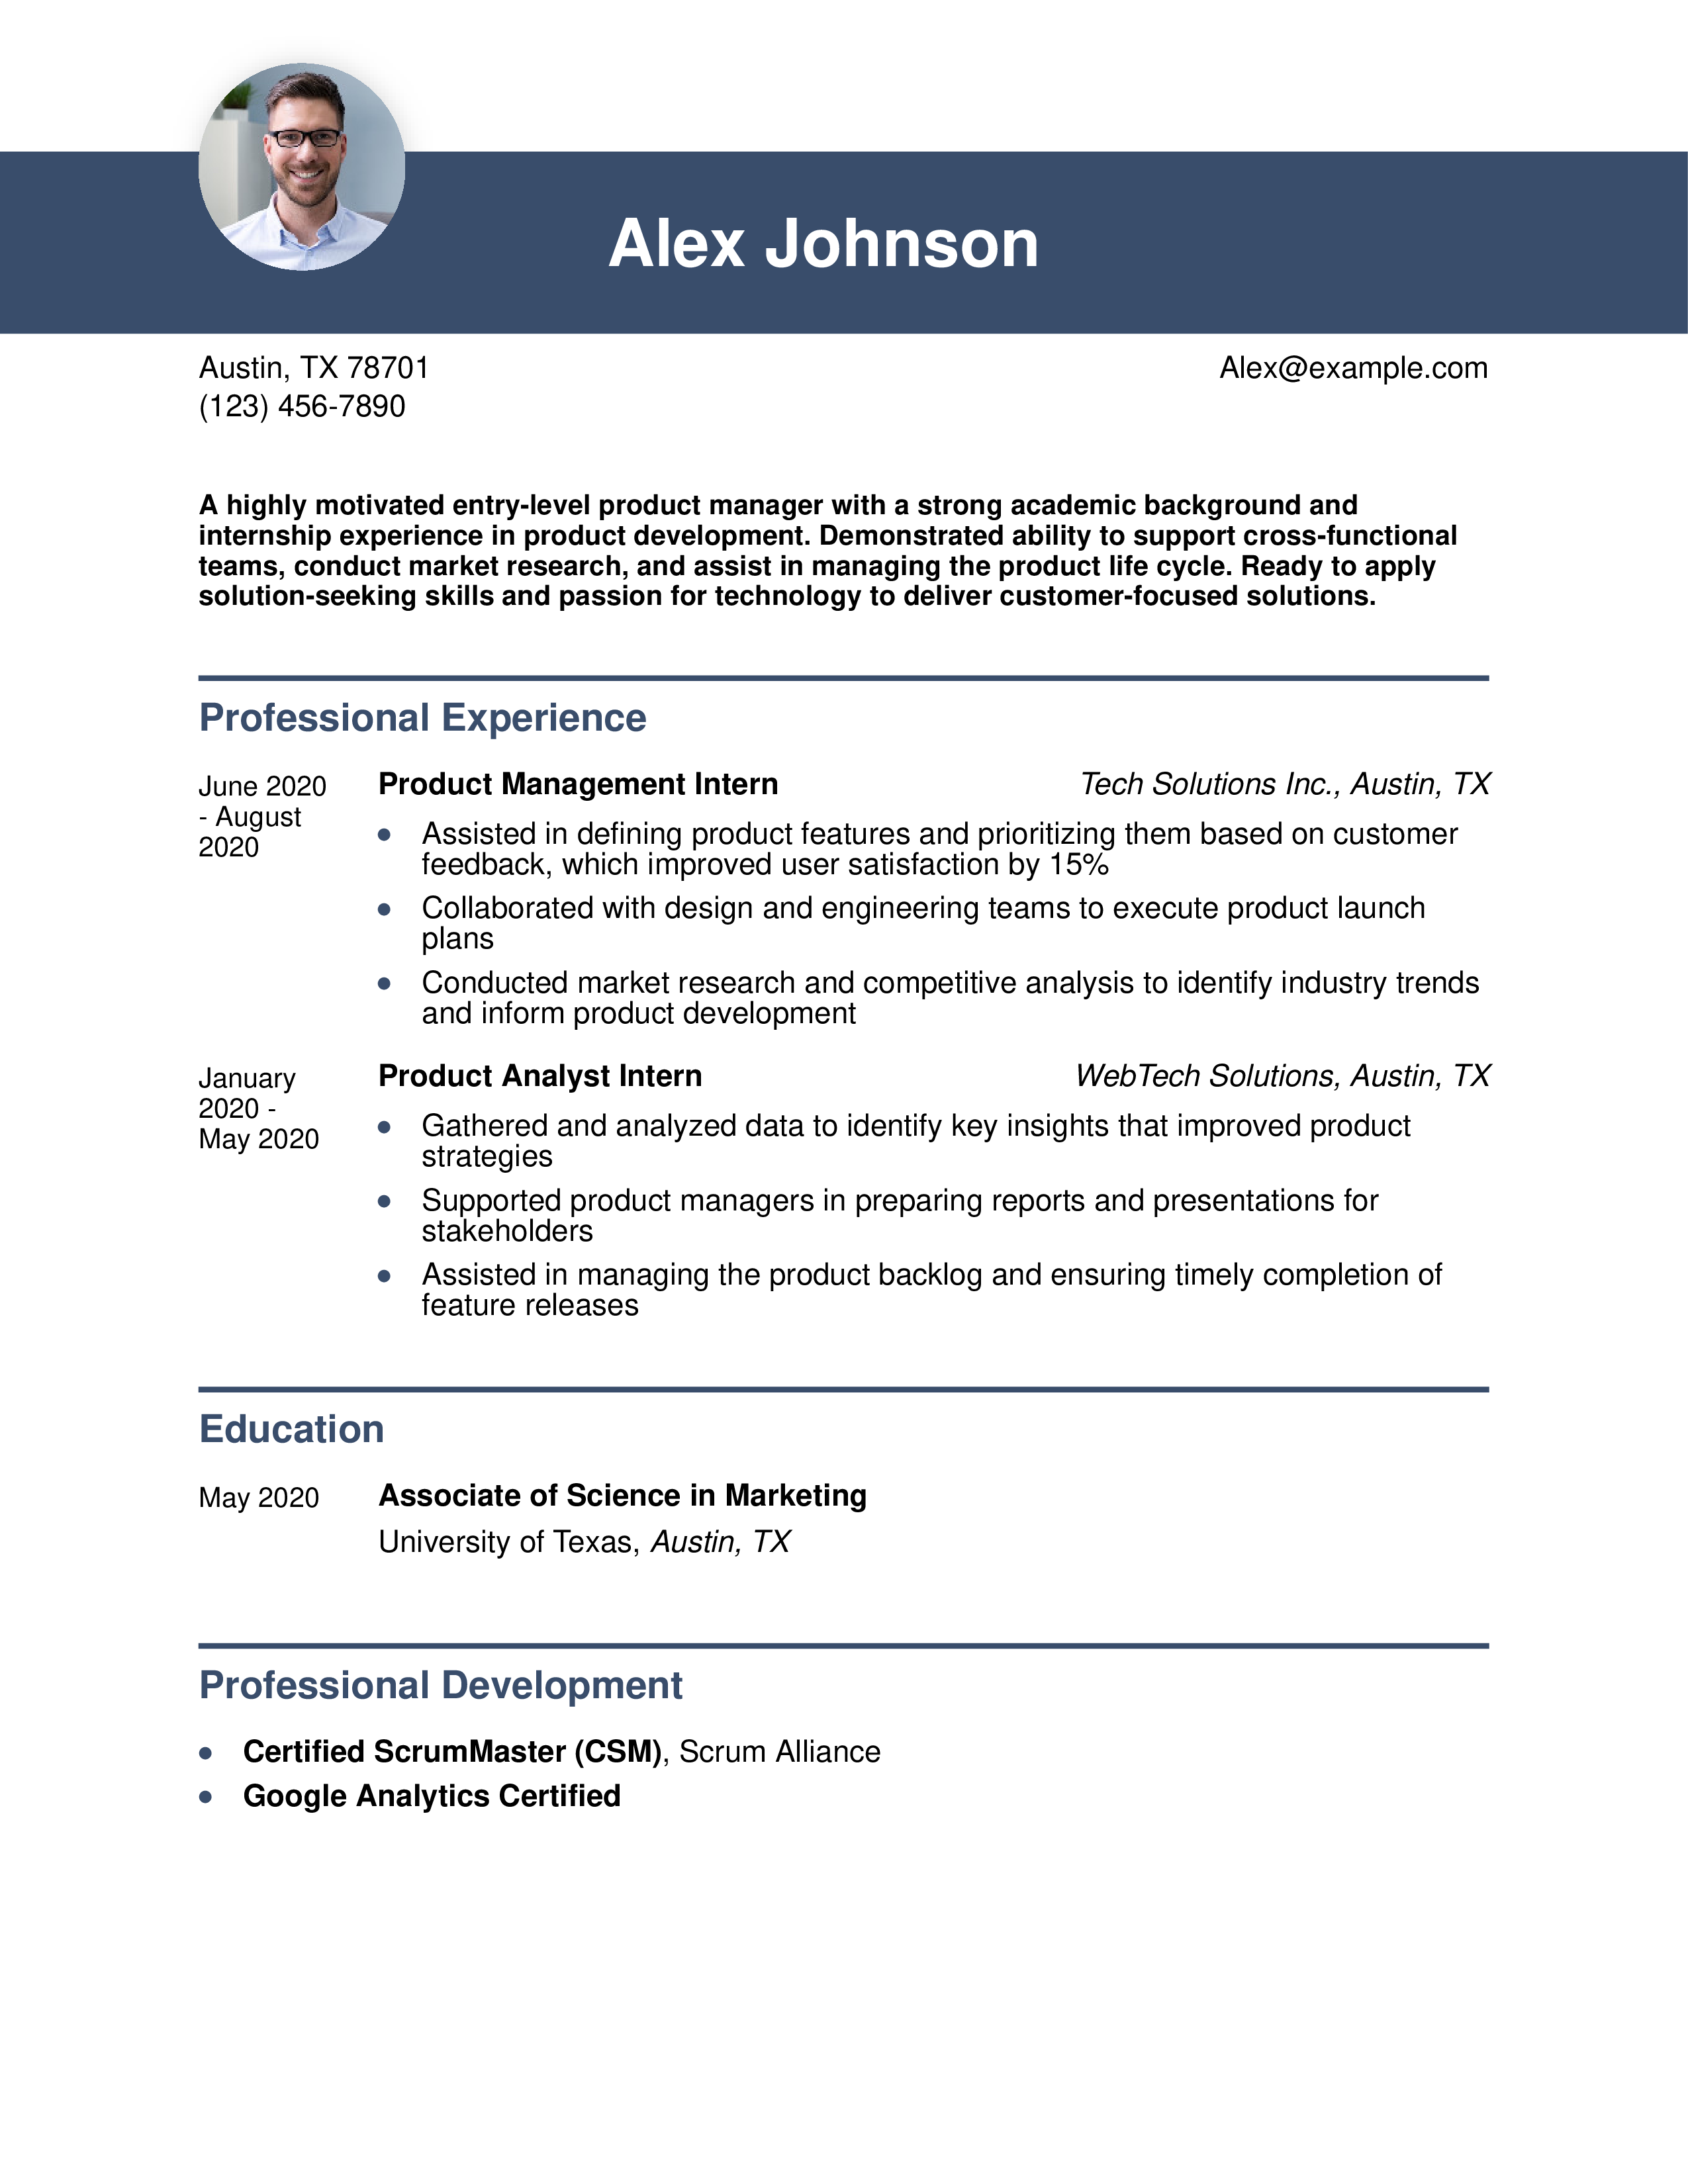 Alex Johnson
Austin, TX 78701
(123) 456-7890
Alex@example.com
A highly motivated entry-level product manager with a strong academic background and
internship experience in product development. Demonstrated ability to support cross-functional
teams, conduct market research, and assist in managing the product life cycle. Ready to apply
solution-seeking skills and passion for technology to deliver customer-focused solutions.
Professional Experience
June 2020
- August
2020
Product Management Intern
Tech Solutions Inc., Austin, TX
Assisted in defining product features and prioritizing them based on customer
feedback, which improved user satisfaction by 15%
Collaborated with design and engineering teams to execute product launch
plans
Conducted market research and competitive analysis to identify industry trends
and inform product development
January
2020 -
May 2020
Product Analyst Intern
WebTech Solutions, Austin, TX
Gathered and analyzed data to identify key insights that improved product
strategies
Supported product managers in preparing reports and presentations for
stakeholders
Assisted in managing the product backlog and ensuring timely completion of
feature releases
Education
May 2020
Associate of Science in Marketing
University of Texas, Austin, TX
Professional Development
Certified ScrumMaster (CSM), Scrum Alliance
Google Analytics Certified